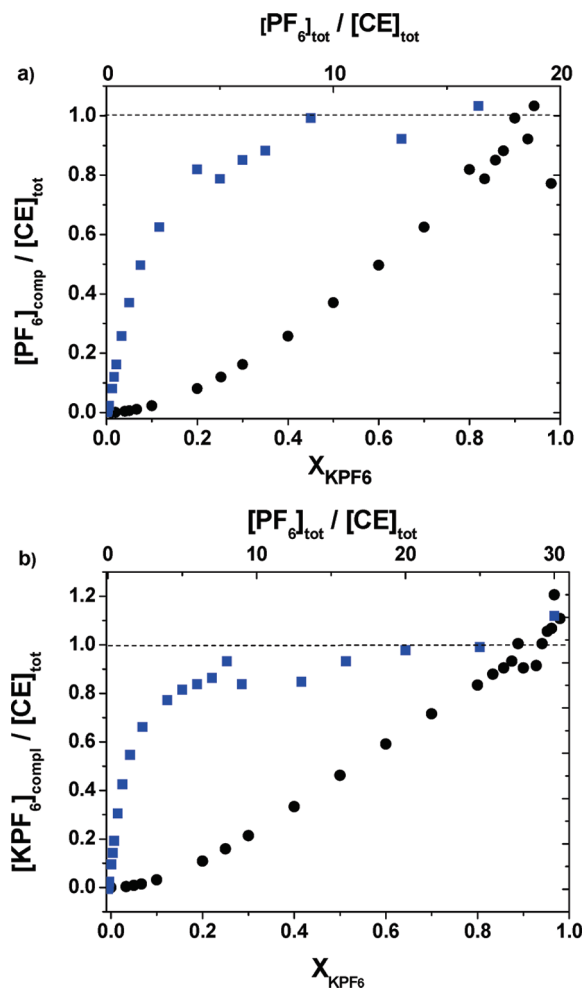 [PF6]tot / [CE]tot
a)
0 10 20
1.0
0.8
0.6
0.4
0.2
0.0
[PF6]comp / [CE]tot
0.0 0.2 0.4 0.6 0.8 1.0
XKPF6
[PF6]tot / [CE]tot
b)
0 10 20 30
1.2
1.0
0.8
0.6
0.4
0.2
0.0
[KPF6]compl / [CE]tot
0.0 0.2 0.4 0.6 0.8 1.0
XKPF6